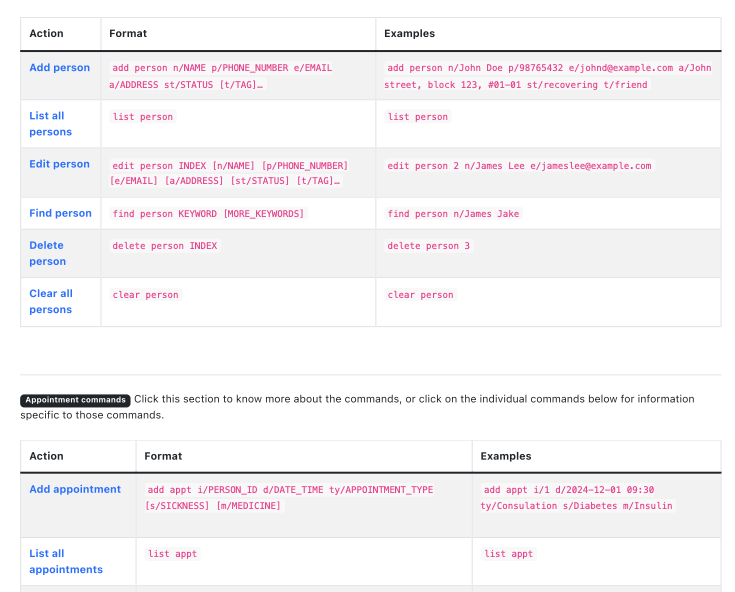 Action Format Examples
Add person add person n/NAME p/PHONE_NUMBER e/EMAIL add person n/John Doe p/98765432 e/johnd@example.com a/John
a/ADDRESS st/STATUS [t/TAG]… street, block 123, #01-01 st/recovering t/friend
List all list person list person
persons
Edit person edit person INDEX [n/NAME] [p/PHONE_NUMBER] edit person 2 n/James Lee e/jameslee@example.com
[e/EMAIL] [a/ADDRESS] [st/STATUS] [t/TAG]…
Find person find person KEYWORD [MORE_KEYWORDS] find person n/James Jake
Delete delete person INDEX delete person 3
person
Clear all clear person clear person
persons
Appointment commands Click this section to know more about the commands, or click on the individual commands below for information
specific to those commands.
Action Format Examples
Add appointment add appt i/PERSON_ID d/DATE_TIME ty/APPOINTMENT_TYPE add appt i/1 d/2024-12-01 09:30
[s/SICKNESS] [m/MEDICINE] ty/Consulation s/Diabetes m/Insulin
List all list appt list appt
appointments